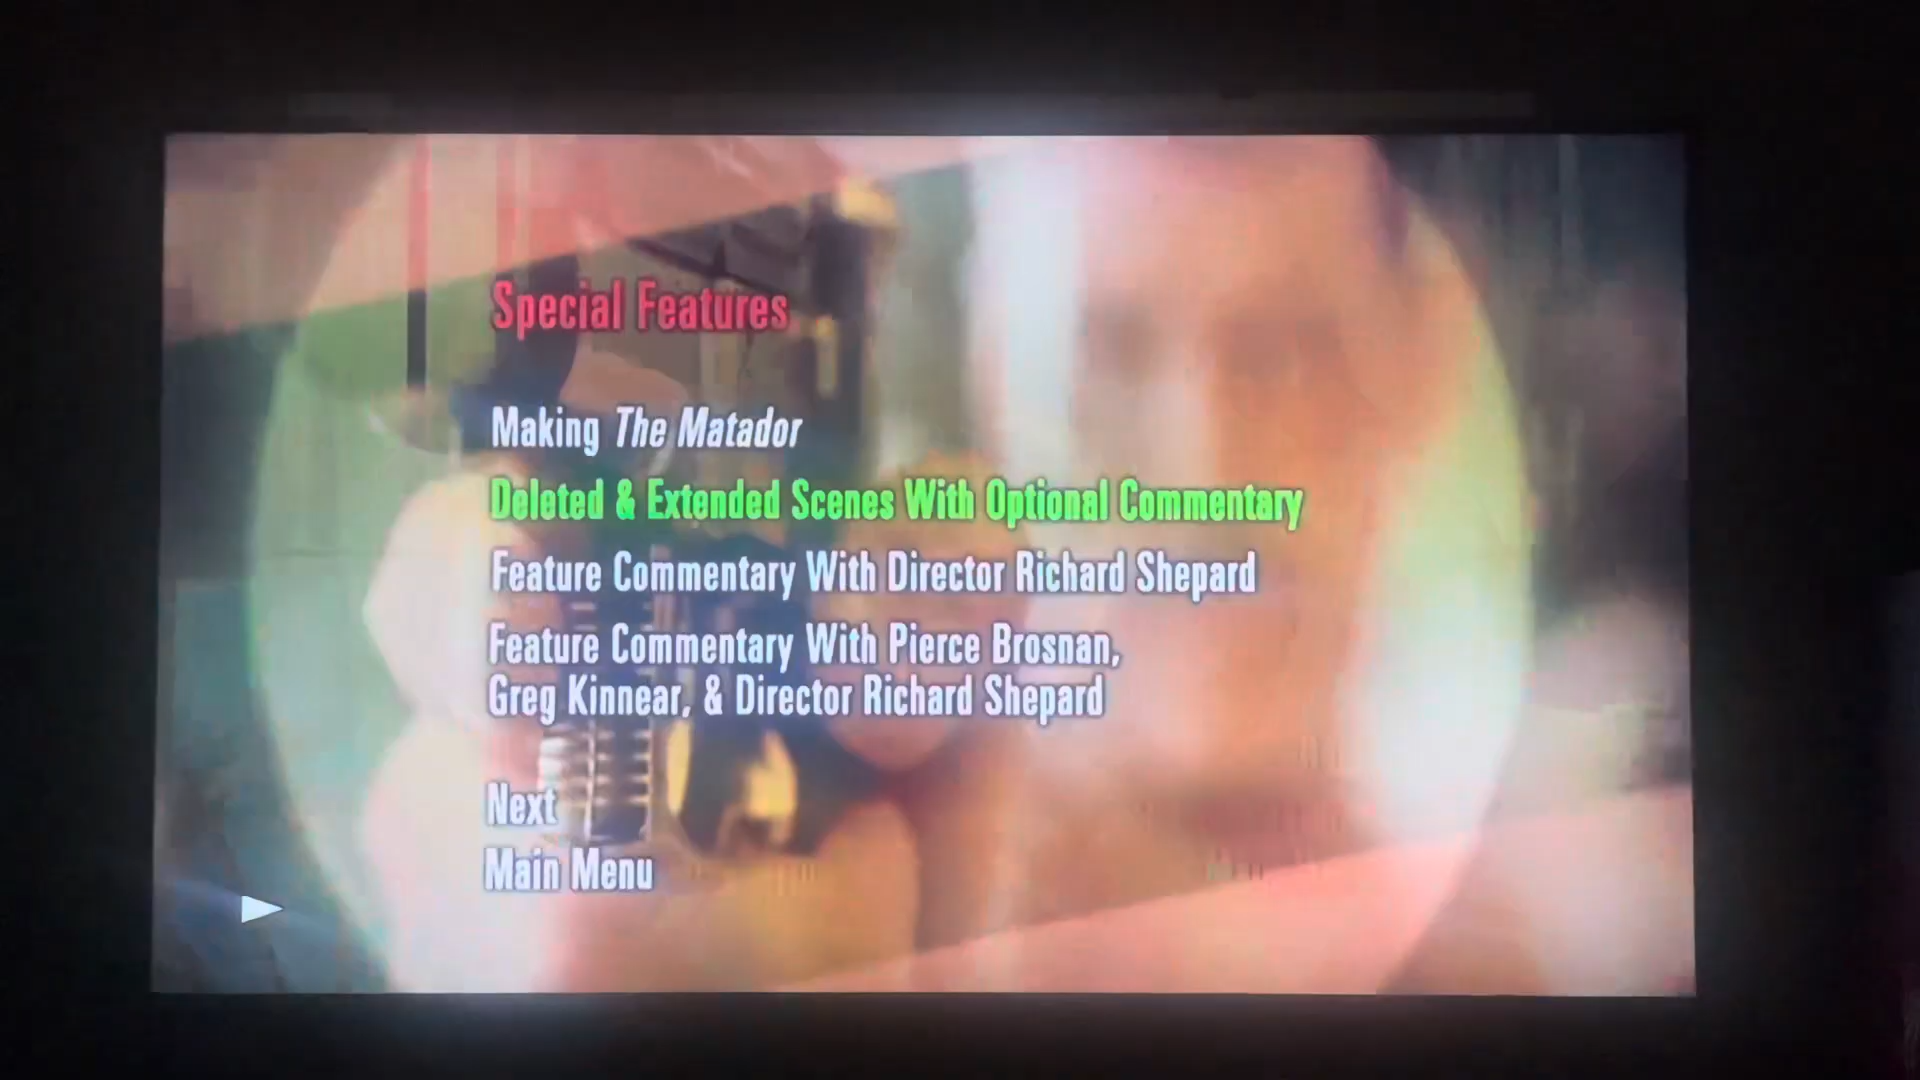 Special Features
Making The Matador
Deleted & Extended Scenes With Optional Commentary
Feature Commentary With Director Richard Shepard
Feature Commentary With Pierce Brosnan,
Greg Kinnear, & Director Richard Shepard
Next
Main Menu